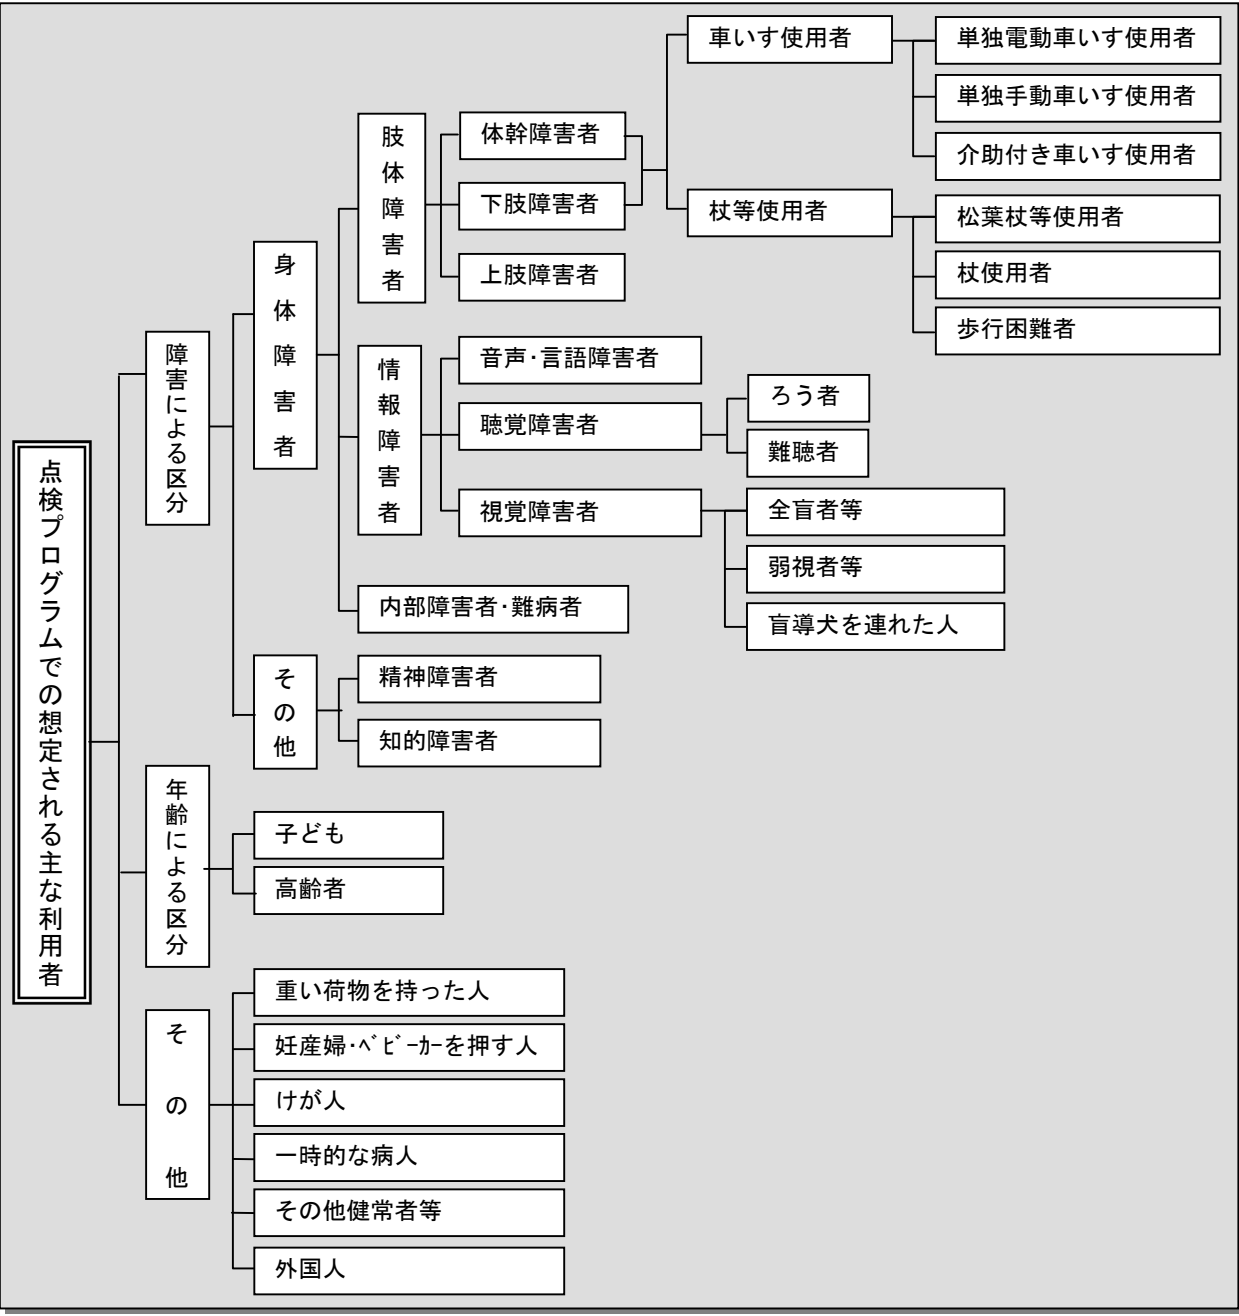 点検プログラムでの想定される主な利用者
障害による区分
身体障害者
肢体障害者
体幹障害者
下肢障害者
上肢障害者
車いす使用者
単独電動車いす使用者
単独手動車いす使用者
介助付き車いす使用者
杖等使用者
松葉杖等使用者
杖使用者
歩行困難者
情報障害者
音声・言語障害者
聴覚障害者
ろう者
難聴者
視覚障害者
全盲者等
弱視者等
盲導犬を連れた人
内部障害者・難病者
その他
精神障害者
知的障害者
年齢による区分
子ども
高齢者
その他
重い荷物を持った人
妊産婦・ﾍﾞﾋﾞｰｶｰを押す人
けが人
一時的な病人
その他健常者等
外国人